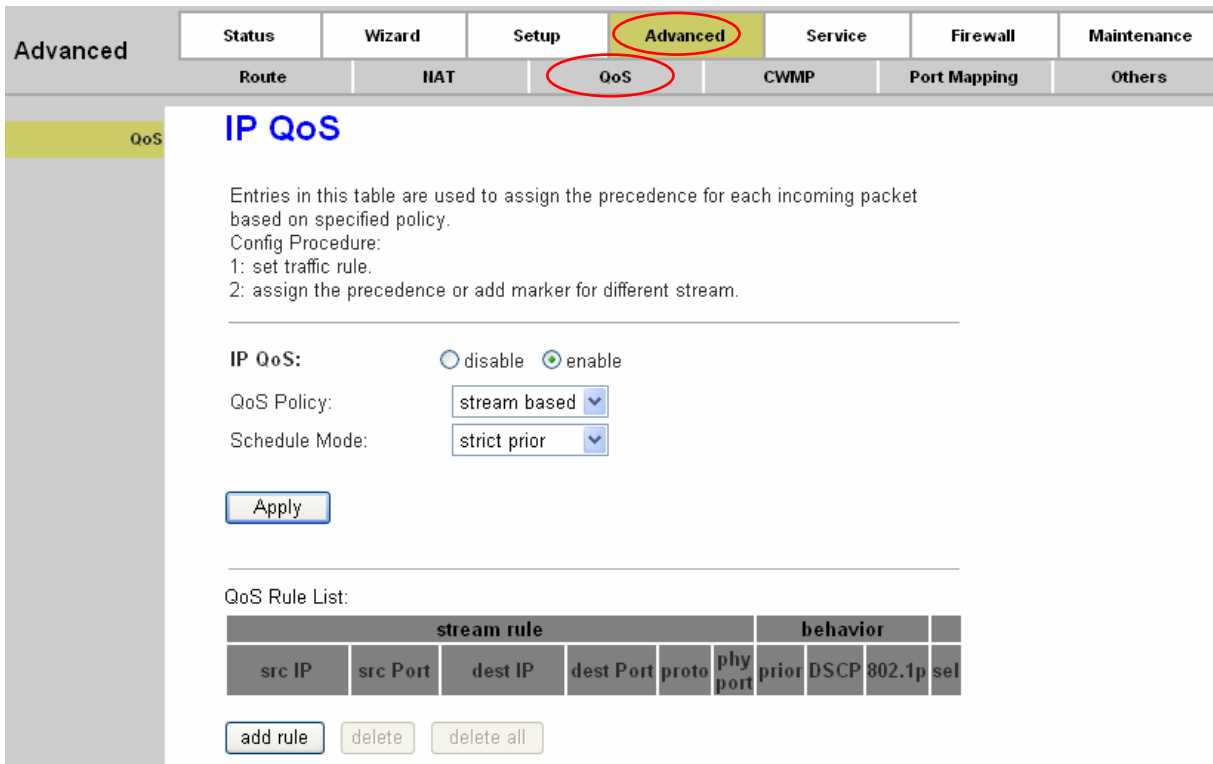 Advanced
Status Wizard Setup Advanced Service Firewall Maintenance
Route NAT QoS CWMP Port Mapping Others
QoS
IP QoS
Entries in this table are used to assign the precedence for each incoming packet
based on specified policy.
Config Procedure:
1: set traffic rule.
2: assign the precedence or add marker for different stream.
IP QoS: disable enable
QoS Policy: stream based
Schedule Mode: strict prior
Apply
QoS Rule List:
stream rule behavior
src IP src Port dest IP dest Port proto phy port prior DSCP 802.1p sel
add rule delete delete all